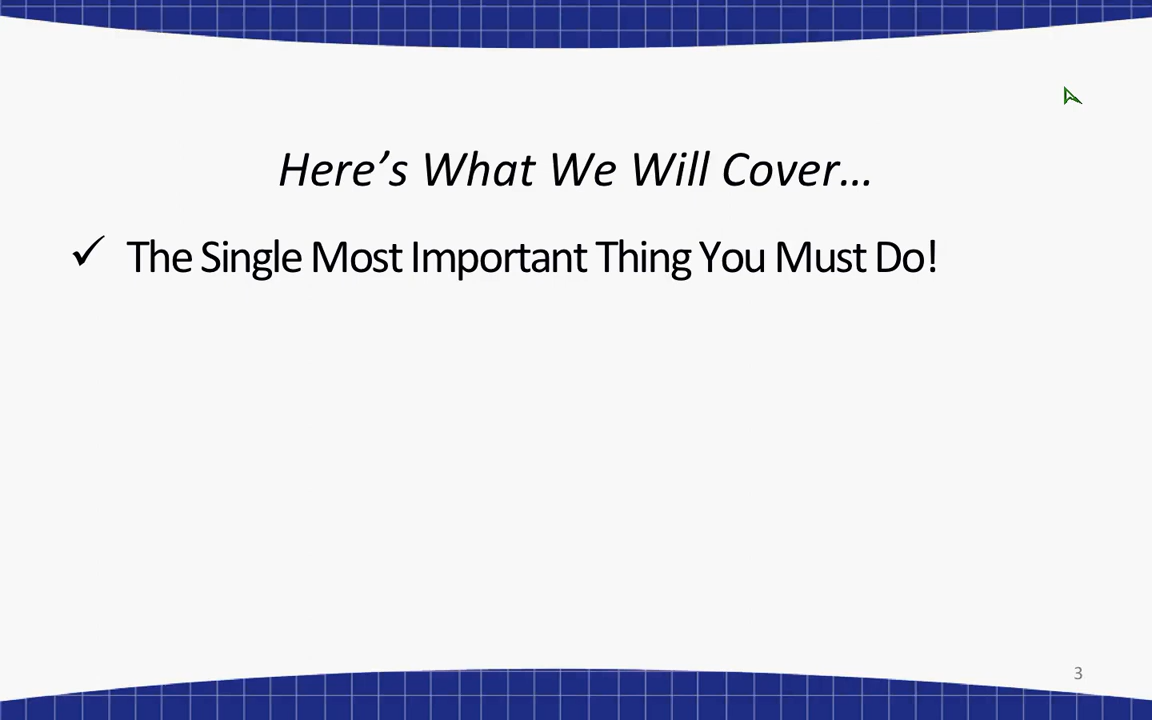 Here’s What We Will Cover…
✓ The Single Most Important Thing You Must Do!
3